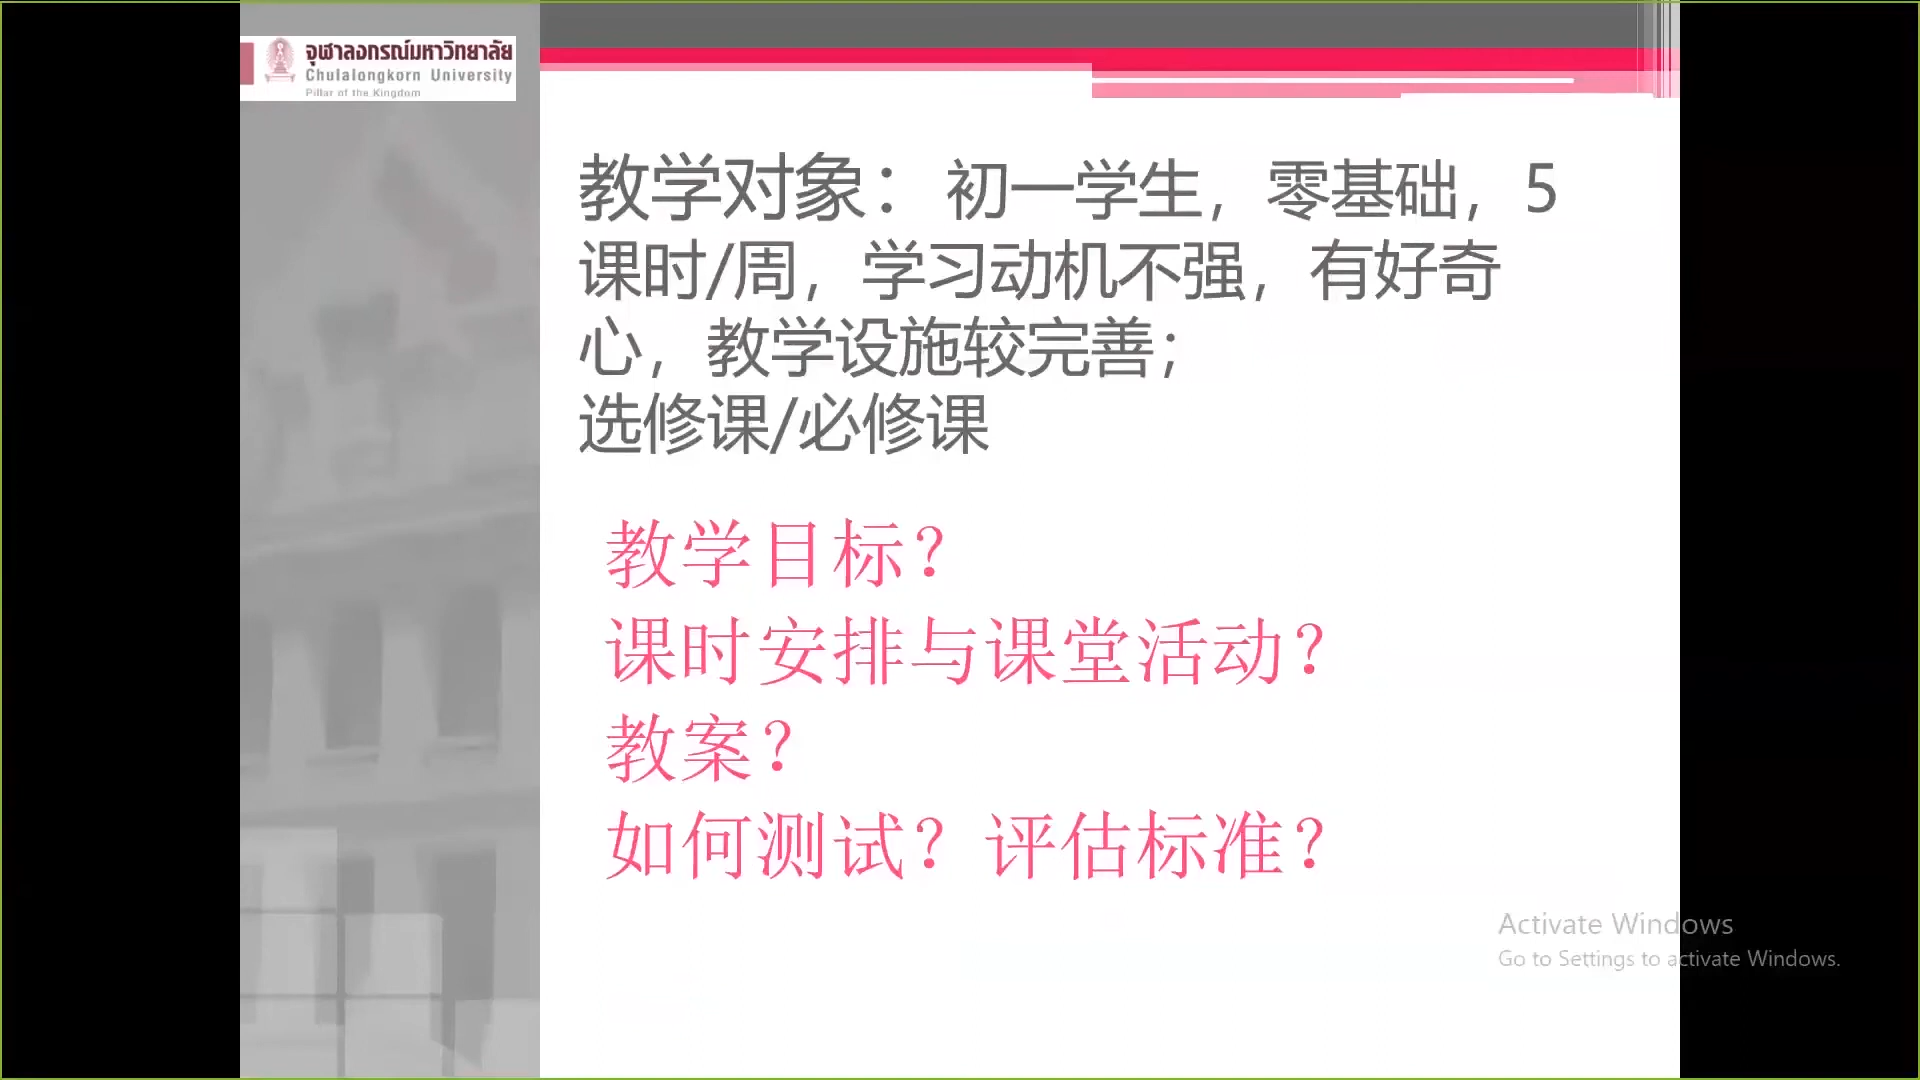 จุฬาลงกรณ์มหาวิทยาลัย
Chulalongkorn University
Pillar of the Kingdom
教学对象：初一学生，零基础，5
课时/周，学习动机不强，有好奇
心，教学设施较完善；
选修课/必修课
教学目标？
课时安排与课堂活动？
教案？
如何测试？评估标准？
Activate Windows
Go to Settings to activate Windows.